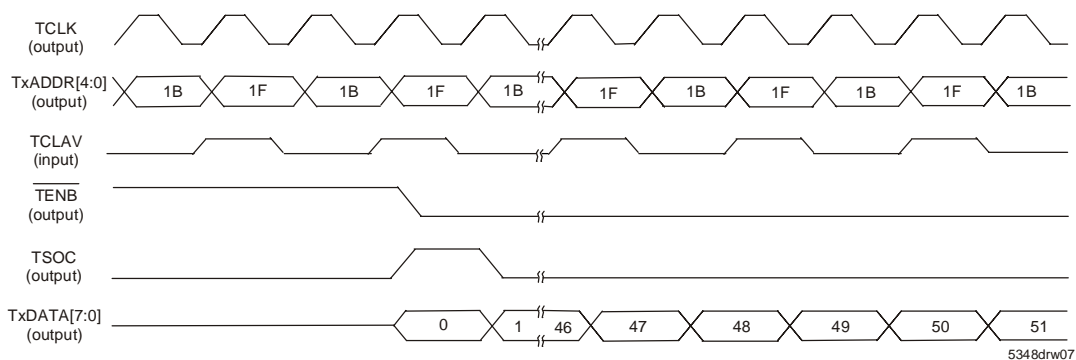 TCLK
(output)
TxADDR[4:0]
(output)
1B 1F 1B 1F 1B 1F 1B 1F 1B 1F 1B
TCLAV
(input)
TENB
(output)
TSOC
(output)
TxDATA[7:0]
(output)
0 1 46 47 48 49 50 51
5348drw07